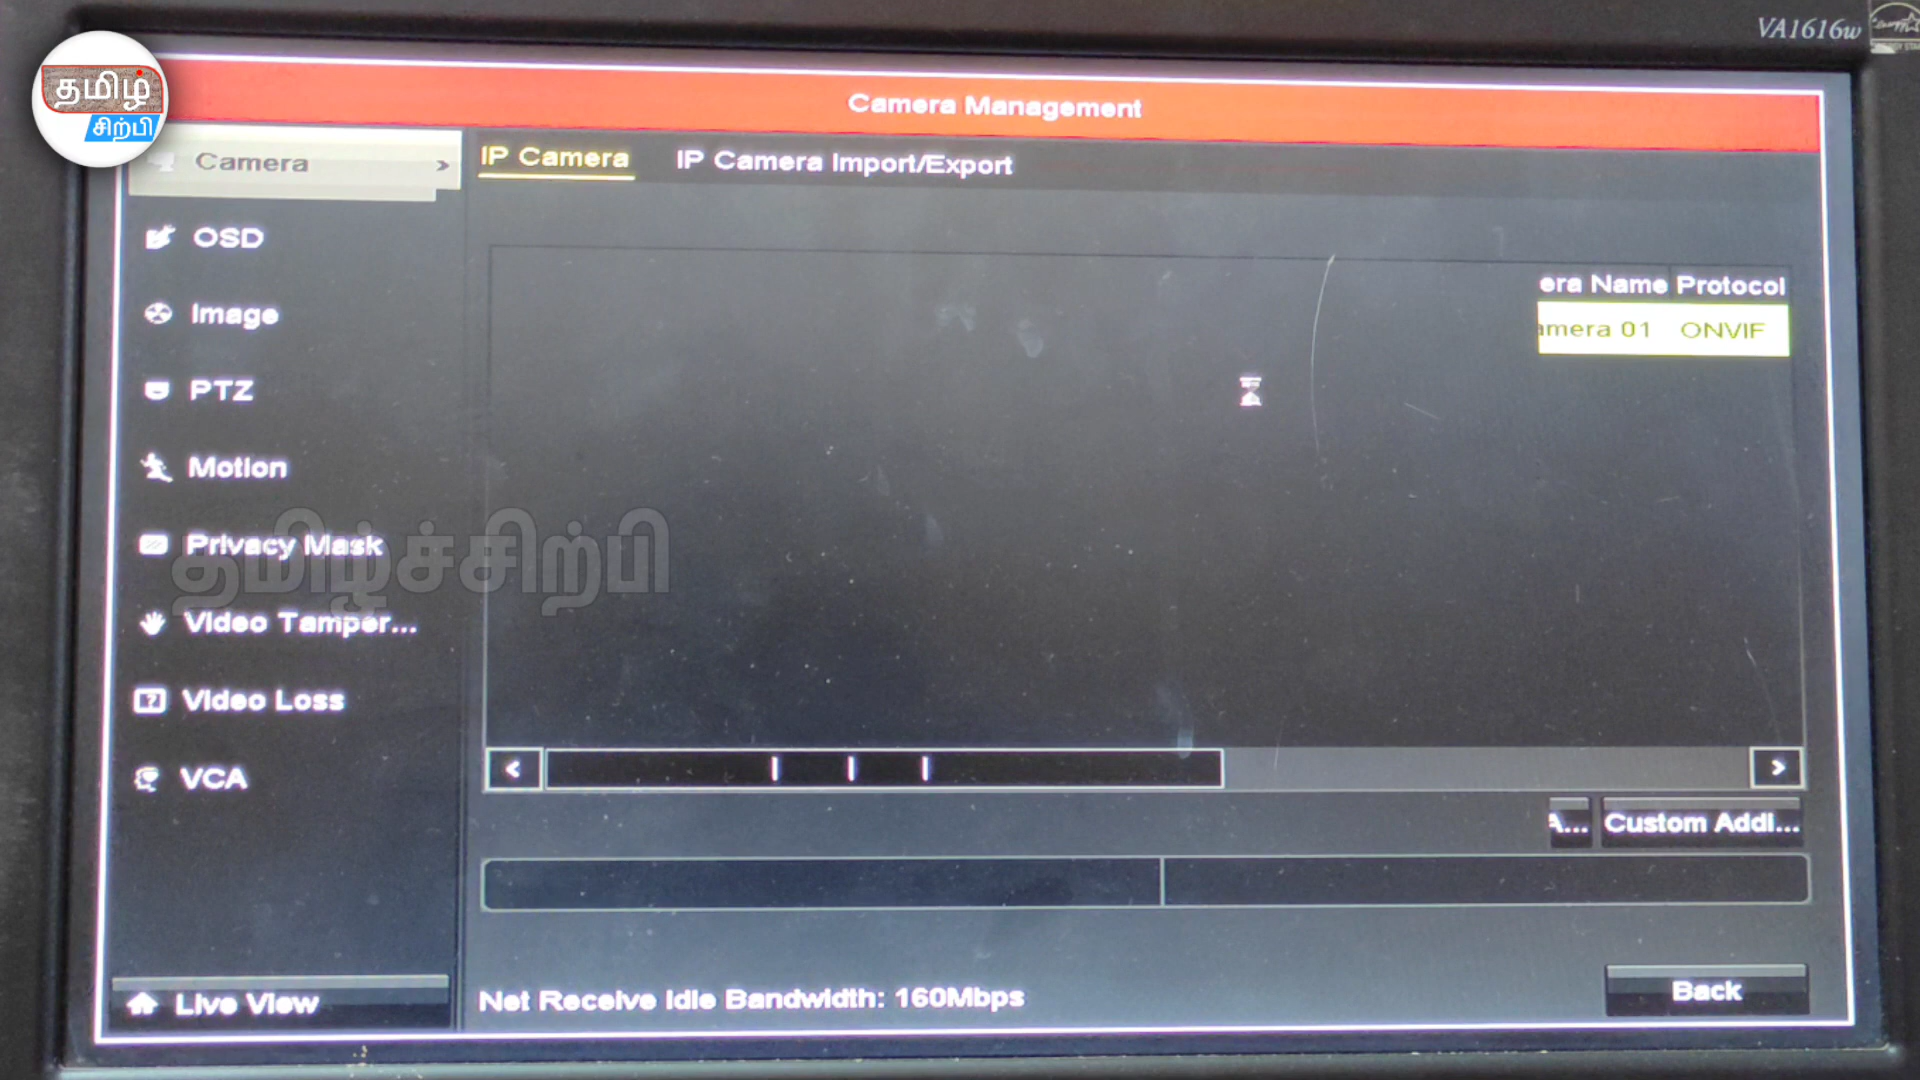 VA1616w
தமிழ்
சிற்பி
Camera Management
Camera >
IP Camera
IP Camera Import/Export
OSD
Image
PTZ
Motion
Privacy Mask
Video Tamper...
Video Loss
VCA
Live View
era Name Protocol
amera 01 ONVIF
தமிழ்ச்சிற்பி
< >
A...
Custom Addi...
Net Receive Idle Bandwidth: 160Mbps
Back